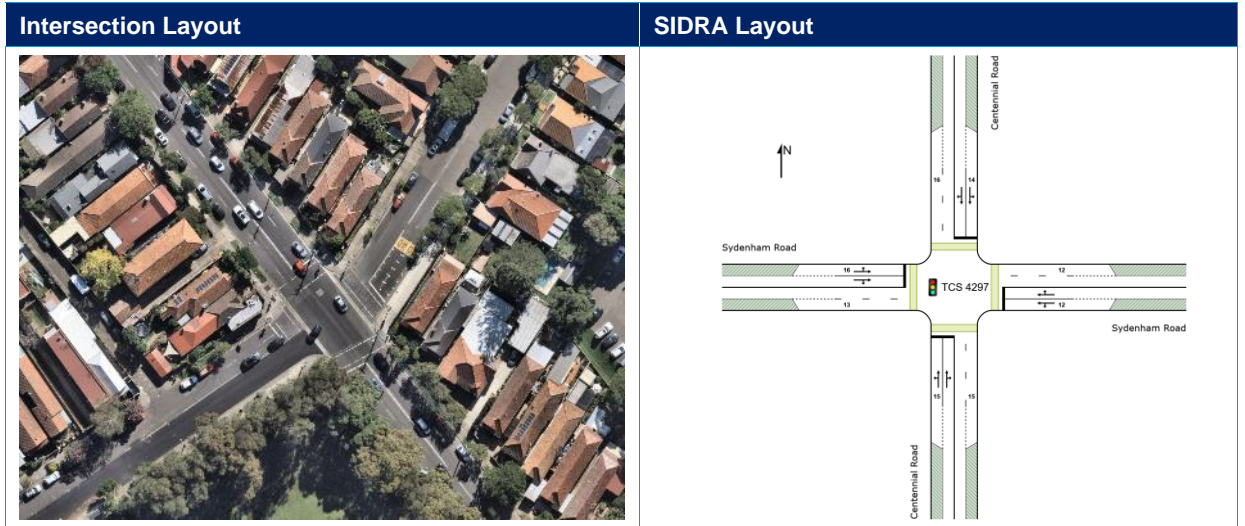 Intersection Layout
SIDRA Layout
Centennial Road
N
16
14
Sydenham Road
16
12
TCS 4297
13
12
Sydenham Road
15
15
Centennial Road